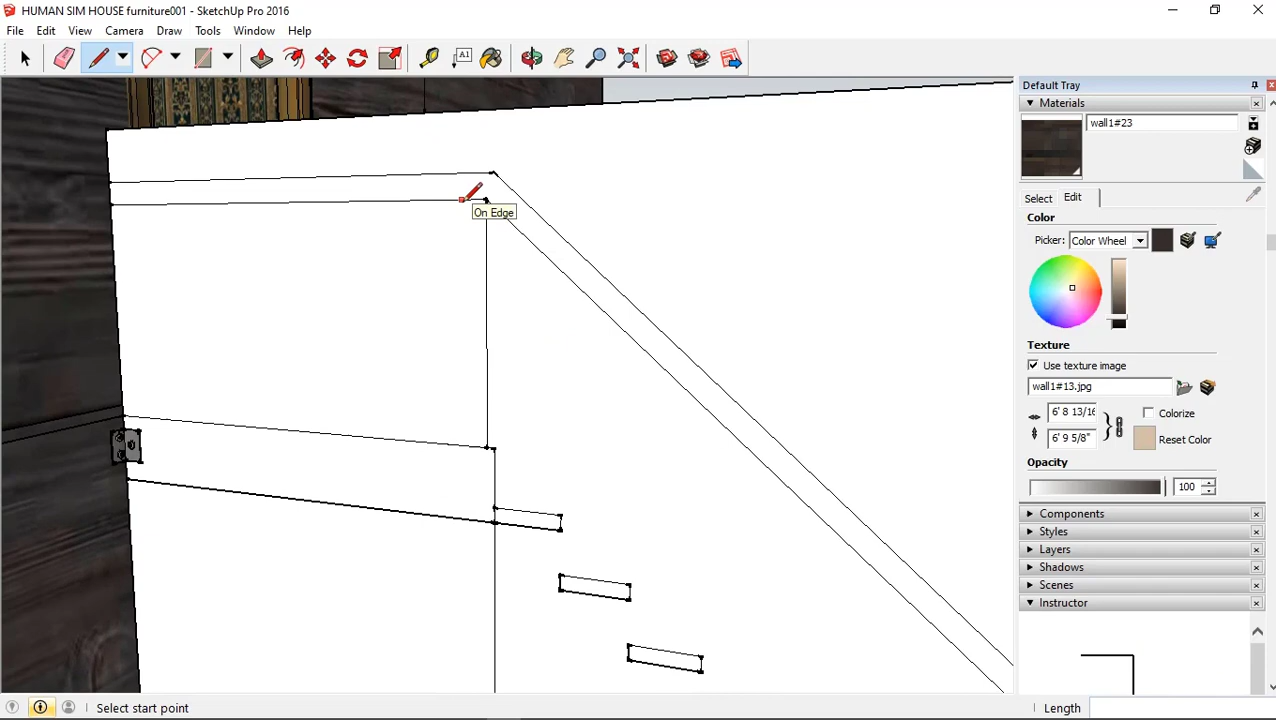 HUMAN SIM HOUSE furniture001 - SketchUp Pro 2016
File Edit View Camera Draw Tools Window Help
A1
Default Tray
Materials
wall1#23
Select Edit
Color
Picker: Color Wheel
Texture
Use texture image
wall1#13.jpg
6' 8 13/16
Colorize
6' 9 5/8"
Reset Color
Opacity
100
Components
Styles
Layers
Shadows
Scenes
Instructor
On Edge
Select start point
Length